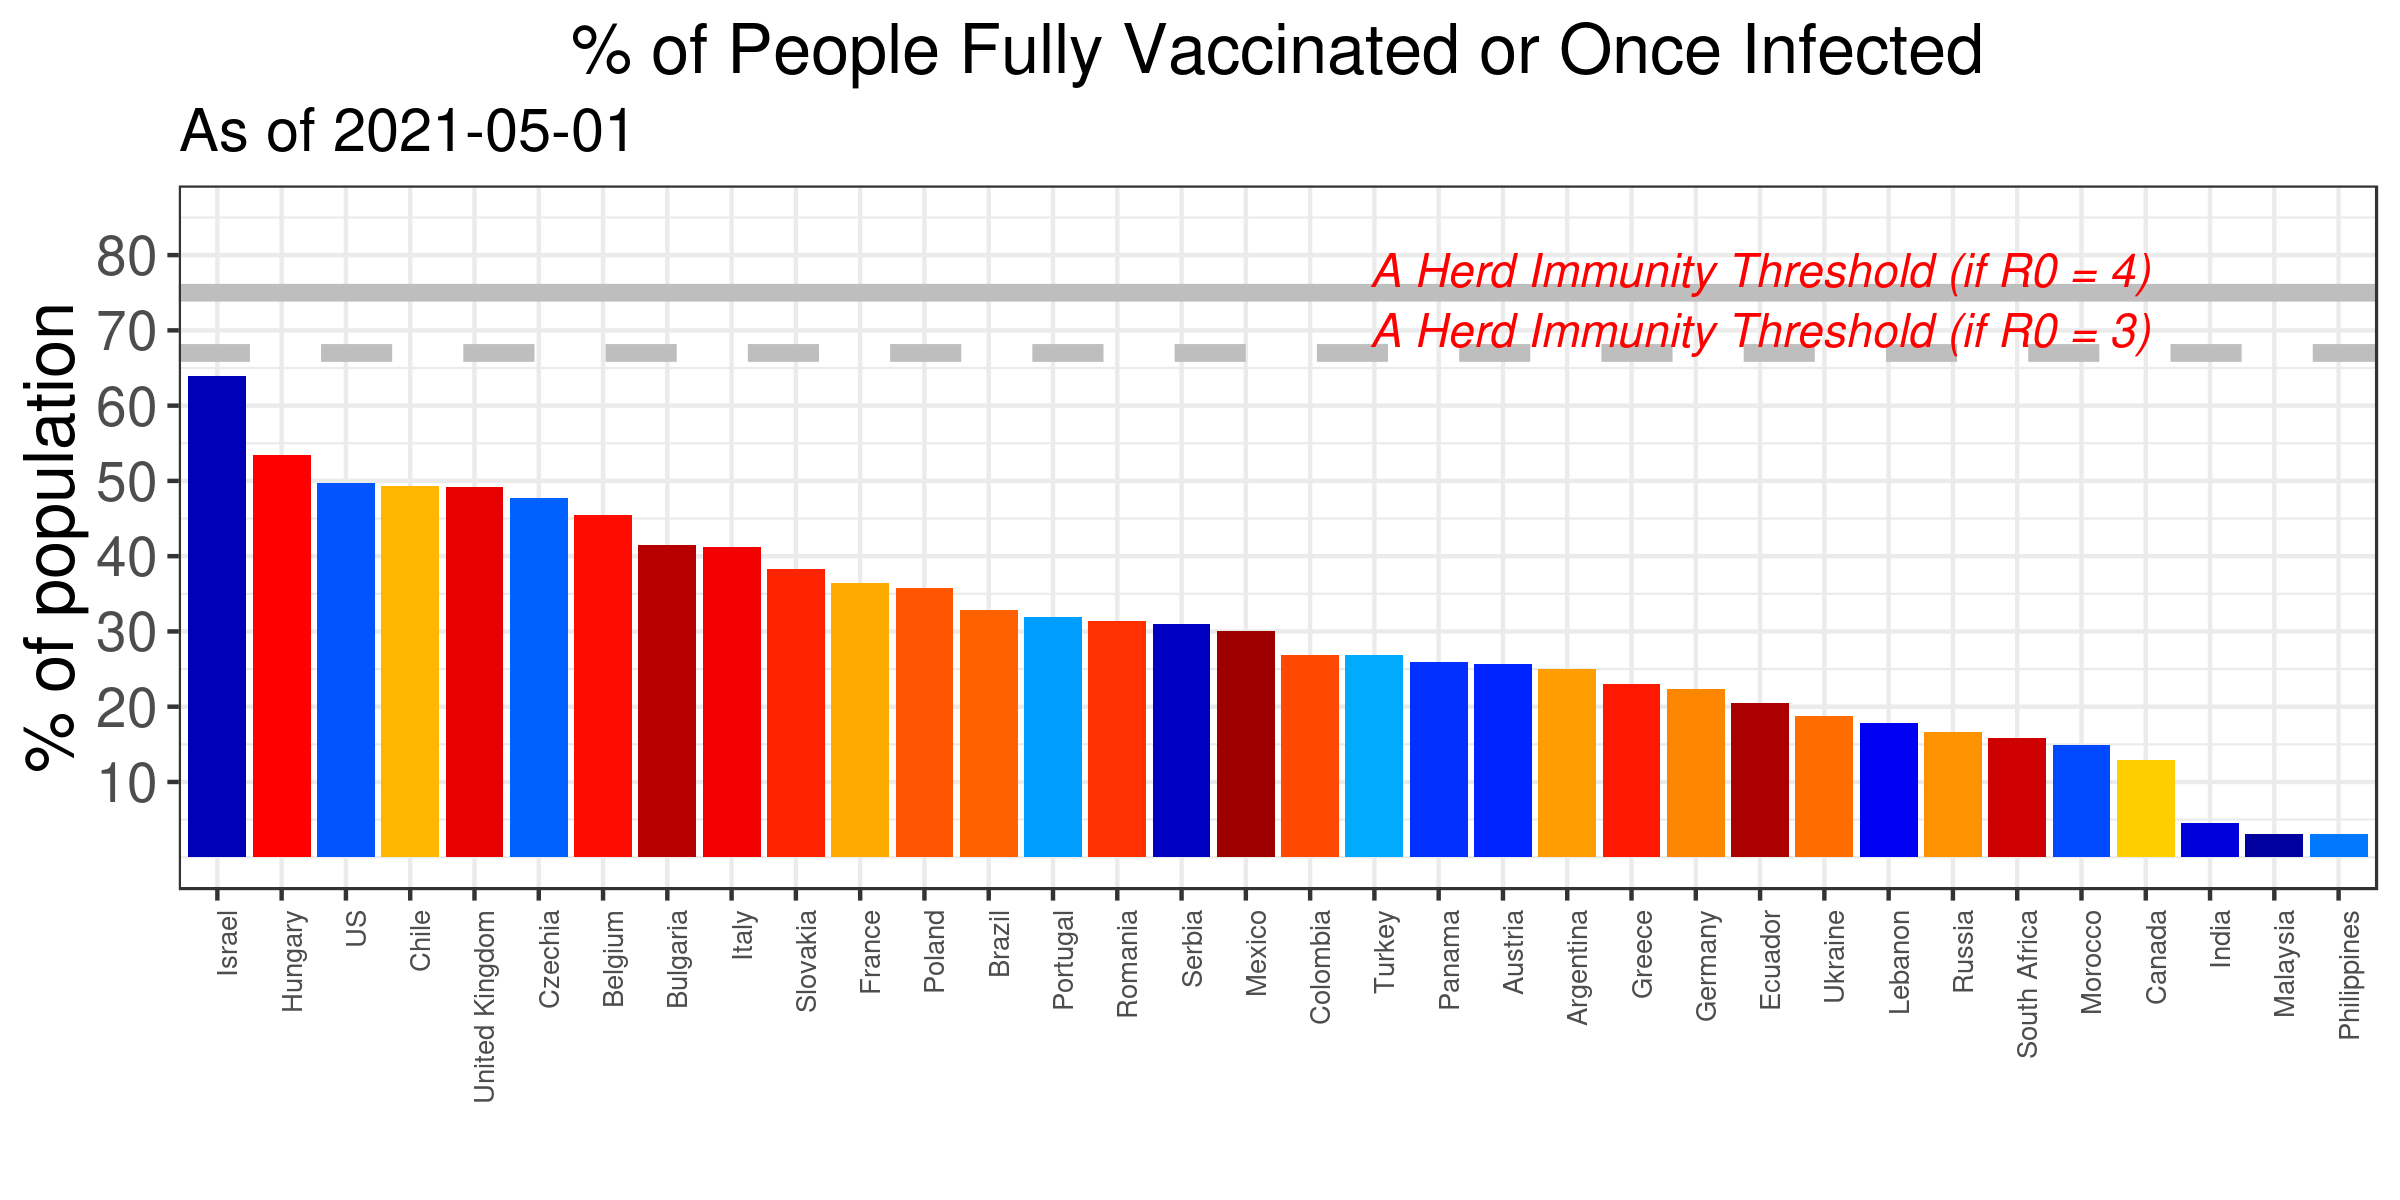 % of People Fully Vaccinated or Once Infected
As of 2021-05-01
% of population
80
70
60
50
40
30
20
10
A Herd Immunity Threshold (if R0 = 4)
A Herd Immunity Threshold (if R0 = 3)
Israel
Hungary
US
Chile
United Kingdom
Czechia
Belgium
Bulgaria
Italy
Slovakia
France
Poland
Brazil
Portugal
Romania
Serbia
Mexico
Colombia
Turkey
Panama
Austria
Argentina
Greece
Germany
Ecuador
Ukraine
Lebanon
Russia
South Africa
Morocco
Canada
India
Malaysia
Philippines